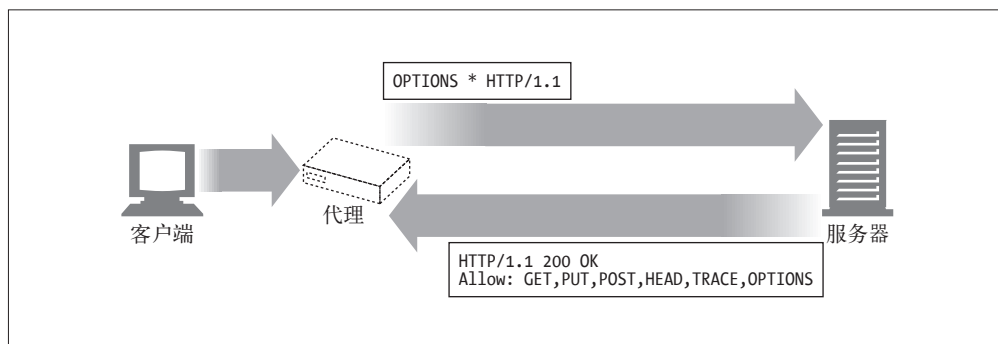 OPTIONS * HTTP/1.1
客户端
代理
服务器
HTTP/1.1 200 OK
Allow: GET,PUT,POST,HEAD,TRACE,OPTIONS